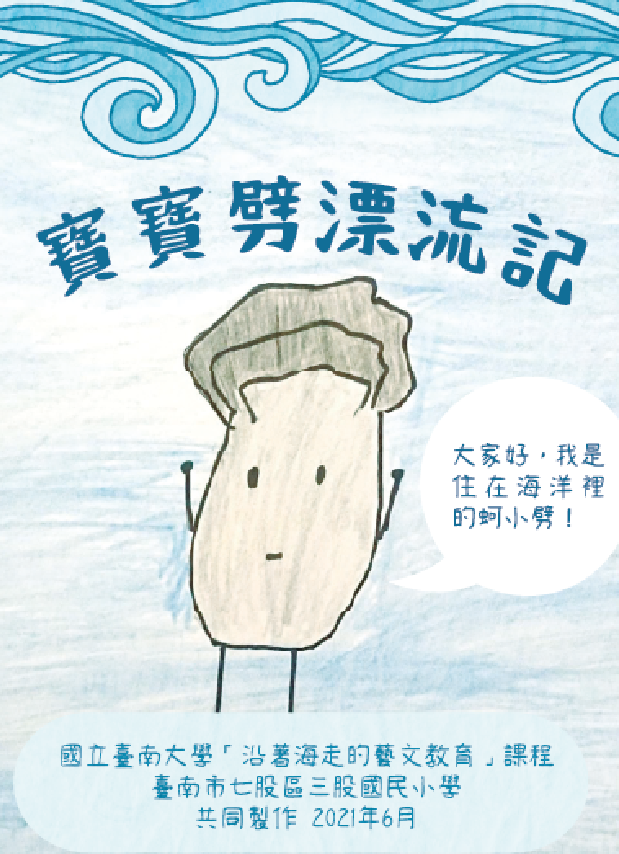 寶寶劈漂流記
大家好，我是
住在海洋裡
的蚵小劈！
國立臺南大學「沿著海走的藝文教育」課程
臺南市七股區三股國民小學
共同製作 2021年6月